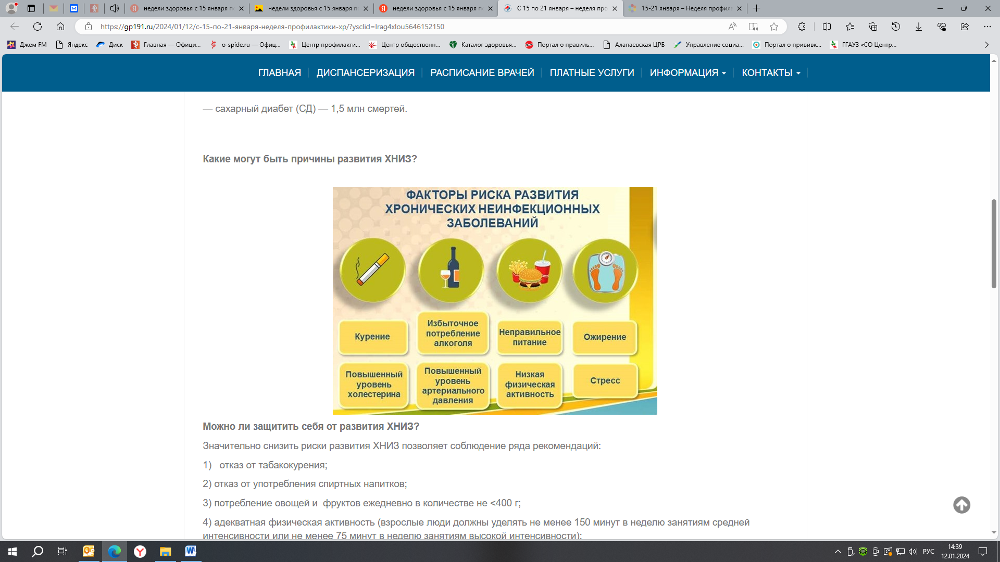 недели здоровья с 15 января п
недели здоровья с 15 января п
недели здоровья с 15 января п
С 15 по 21 января – неделя про
15-21 января – Неделя профил
https://gp191.ru/2024/01/12/с-15-по-21-января-неделя-профилактики-хр/?ysclid=lrag4xlou5646152150
Джем FM
Яндекс
Диск
Главная — Офици...
o-spide.ru — Офиц...
Центр профилакти...
Центр общественн...
Каталог здоровья...
Портал о правиль...
Алапаевская ЦРБ
Управление социа...
Портал о прививк...
ГГАУЗ «СО Центр...
ГЛАВНАЯ
ДИСПАНСЕРИЗАЦИЯ
РАСПИСАНИЕ ВРАЧЕЙ
ПЛАТНЫЕ УСЛУГИ
ИНФОРМАЦИЯ
КОНТАКТЫ
— сахарный диабет (СД) — 1,5 млн смертей.
Какие могут быть причины развития ХНИЗ?
ФАКТОРЫ РИСКА РАЗВИТИЯ
ХРОНИЧЕСКИХ НЕИНФЕКЦИОННЫХ
ЗАБОЛЕВАНИЙ
Курение
Избыточное
потребление
алкоголя
Неправильное
питание
Ожирение
Повышенный
уровень
холестерина
Повышенный
уровень
артериального
давления
Низкая
физическая
активность
Стресс
Можно ли защитить себя от развития ХНИЗ?
Значительно снизить риски развития ХНИЗ позволяет соблюдение ряда рекомендаций:
1) отказ от табакокурения;
2) отказ от употребления спиртных напитков;
3) потребление овощей и фруктов ежедневно в количестве не <400 г;
4) адекватная физическая активность (взрослые люди должны уделять не менее 150 минут в неделю занятиям средней
интенсивности или не менее 75 минут в неделю занятиям высокой интенсивности);
РУС
14:39
12.01.2024